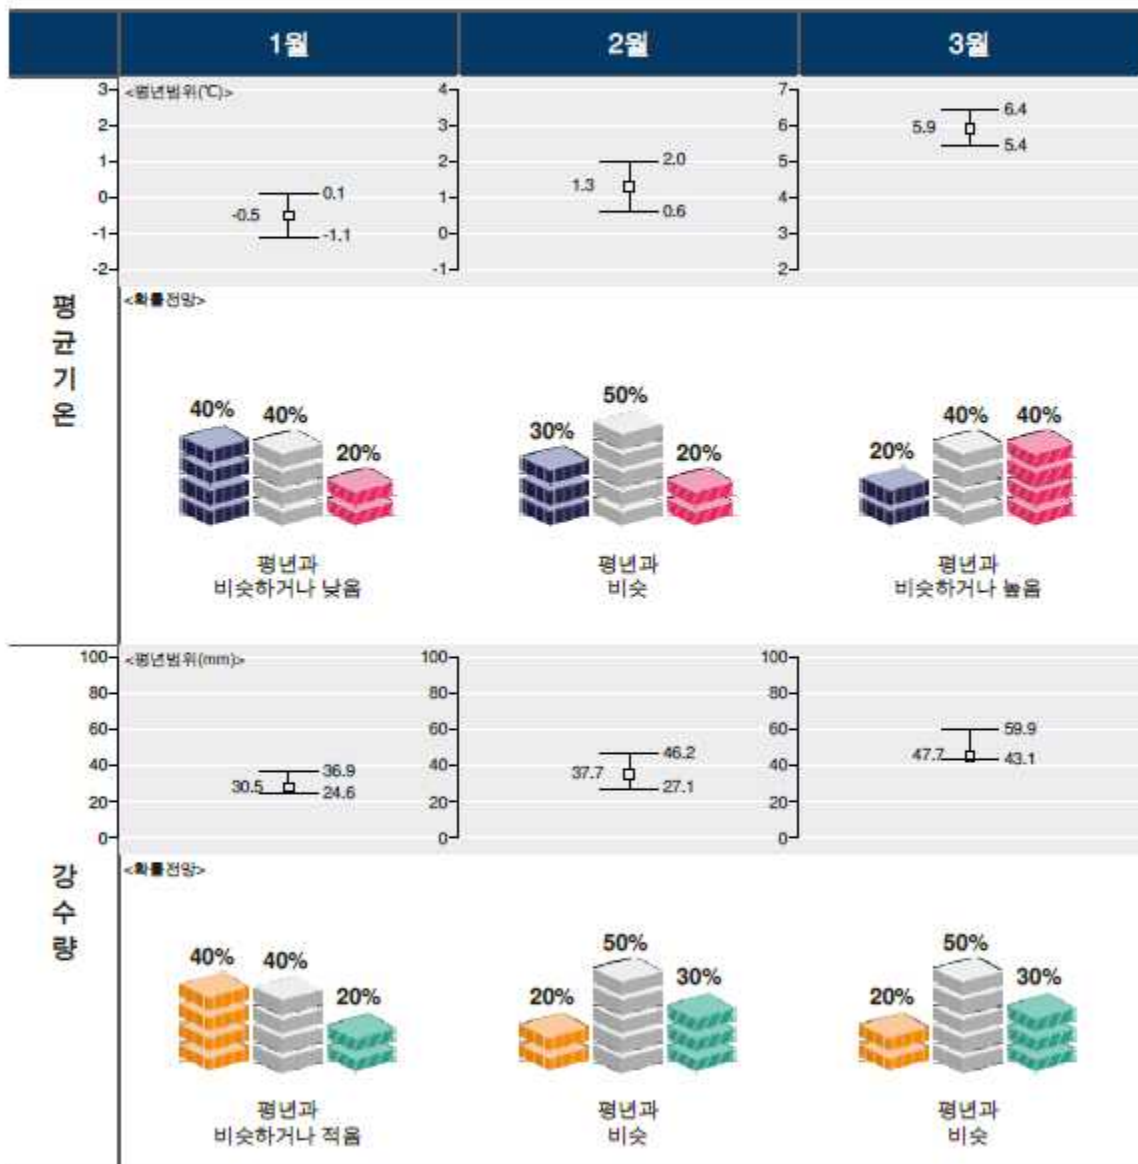 1월 2월 3월
평균기온
<평년범위(℃)>
3 2 1 0 -1 -2
0.1
-0.5
-1.1
4 3 2 1 0 -1
2.0
1.3
0.6
7 6 5 4 3 2
6.4
5.9
5.4
<확률전망>
40% 40% 20%
30% 50% 20%
20% 40% 40%
평년과 평년과 평년과
비슷하거나 낮음 비슷 비슷하거나 높음
강수량
<평년범위(mm)>
100 80 60 40 20 0
36.9
30.5
24.6
100 80 60 40 20 0
46.2
37.7
27.1
100 80 60 40 20 0
59.9
47.7
43.1
<확률전망>
40% 40% 20%
20% 50% 30%
20% 50% 30%
평년과 평년과 평년과
비슷하거나 적음 비슷 비슷